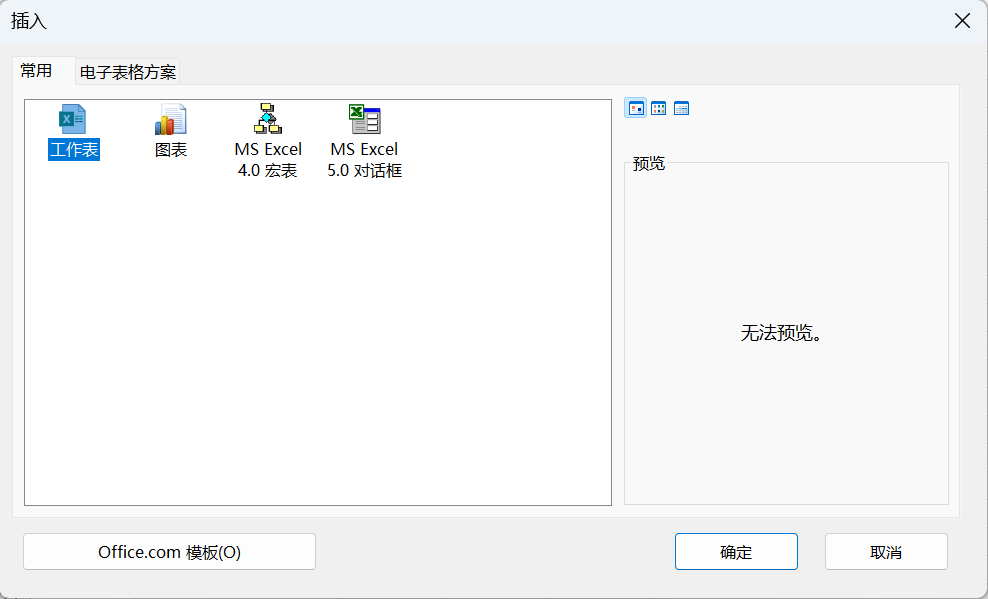 插入
常用
电子表格方案
工作表
图表
MS Excel
4.0 宏表
MS Excel
5.0 对话框
预览
无法预览。
Office.com 模板(O)
确定
取消